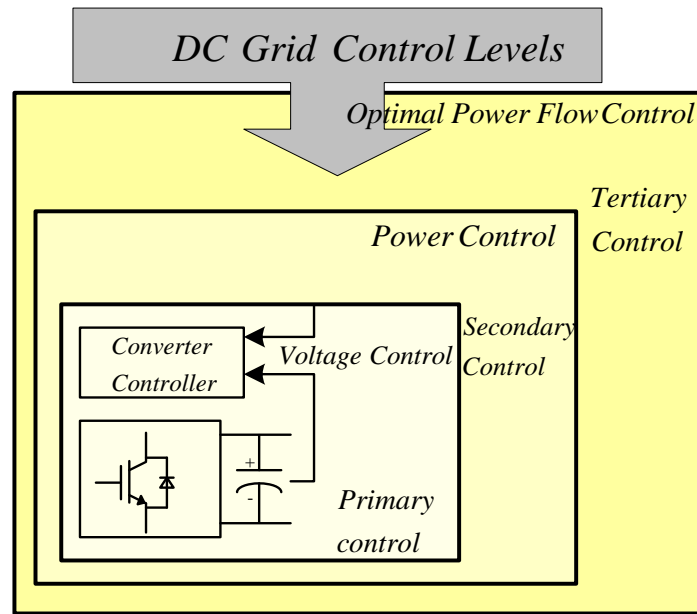 DC Grid Control Levels
Optimal Power Flow Control
Tertiary
Control
Power Control
Secondary
Control
Converter
Controller
Voltage Control
+
-
Primary
control